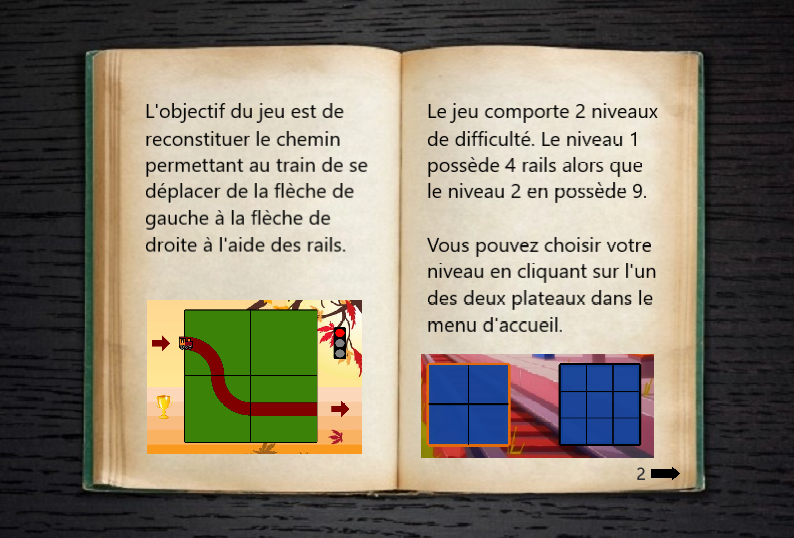 L'objectif du jeu est de
reconstituer le chemin
permettant au train de se
déplacer de la flèche de
gauche à la flèche de
droite à l'aide des rails.
Le jeu comporte 2 niveaux
de difficulté. Le niveau 1
possède 4 rails alors que
le niveau 2 en possède 9.
Vous pouvez choisir votre
niveau en cliquant sur l'un
des deux plateaux dans le
menu d'accueil.
2